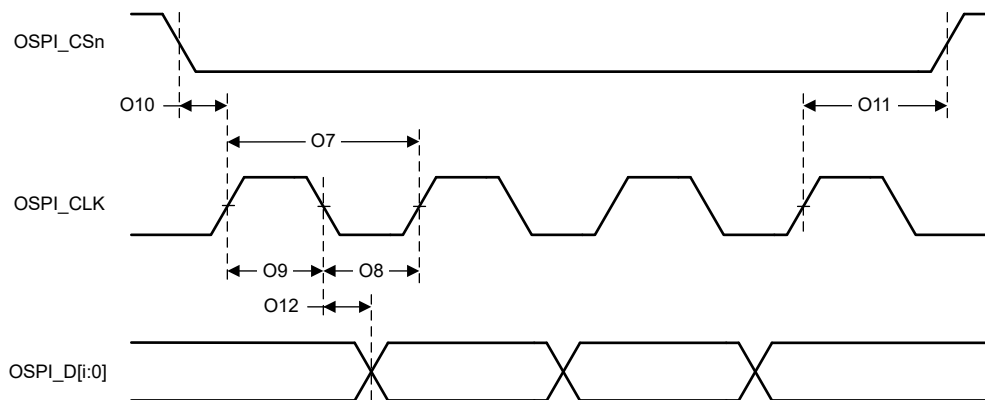 OSPI_CSn
O10
O11
O7
OSPI_CLK
O9
O8
O12
OSPI_D[i:0]